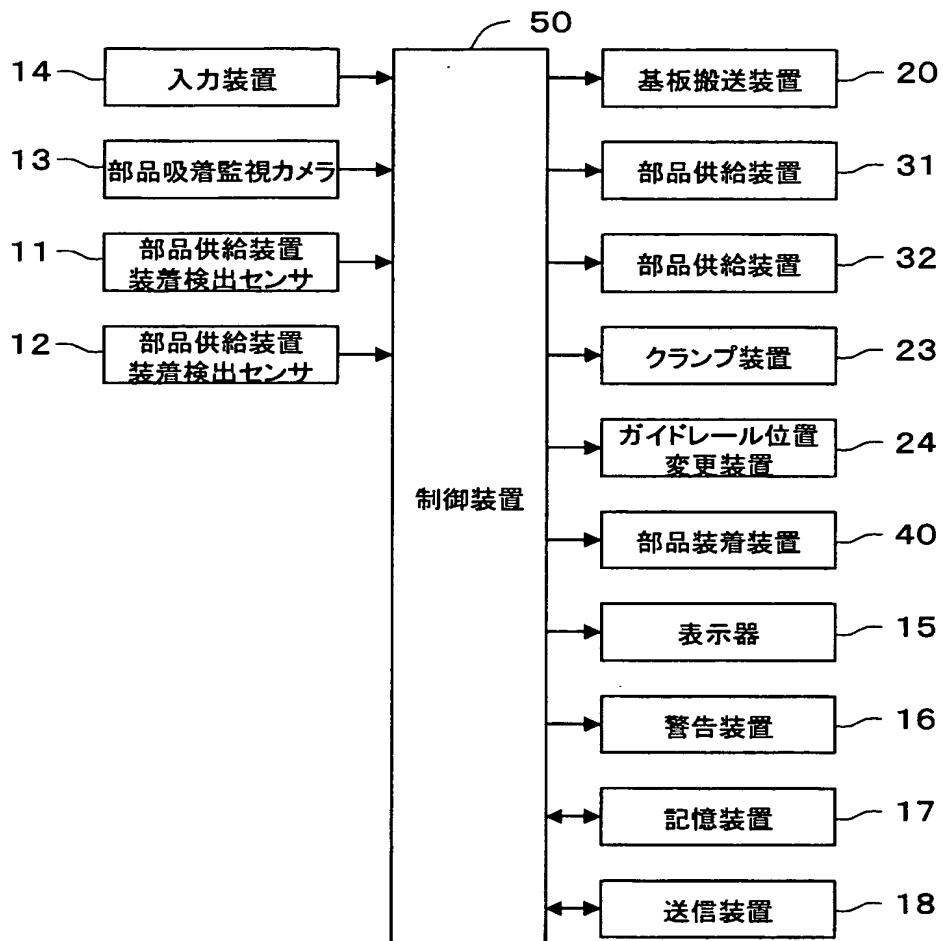 50
14 入力装置
13 部品吸着監視カメラ
11 部品供給装置
装着検出センサ
12 部品供給装置
装着検出センサ
制御装置
基板搬送装置 20
部品供給装置 31
部品供給装置 32
クランプ装置 23
ガイドレール位置
変更装置 24
部品装着装置 40
表示器 15
警告装置 16
記憶装置 17
送信装置 18